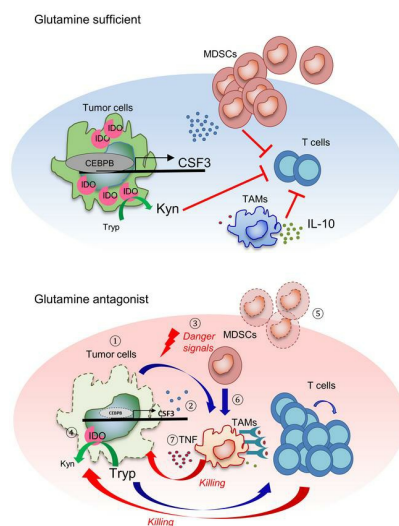 Glutamine sufficient
MDSCs
Tumor cells
IDO
IDO
CEBPB
CSF3
IDO
IDO
IDO
Kyn
Tryp
T cells
TAMs
IL-10
Glutamine antagonist
①
Tumor cells
③
Danger
signals
MDSCs
⑤
②
⑥
T cells
CEBPB
CSF3
④
IDO
⑦ TNF
TAMs
Kyn
Tryp
Killing
Killing